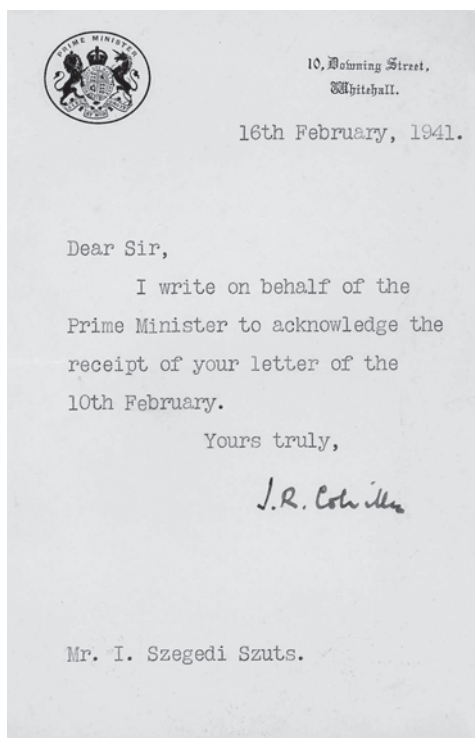 PRIME MINISTER
10, Downing Street,
Whitehall.
16th February, 1941.
Dear Sir,
I write on behalf of the
Prime Minister to acknowledge the
receipt of your letter of the
10th February.
Yours truly,
J.R. Colville
Mr. I. Szegedi Szuts.